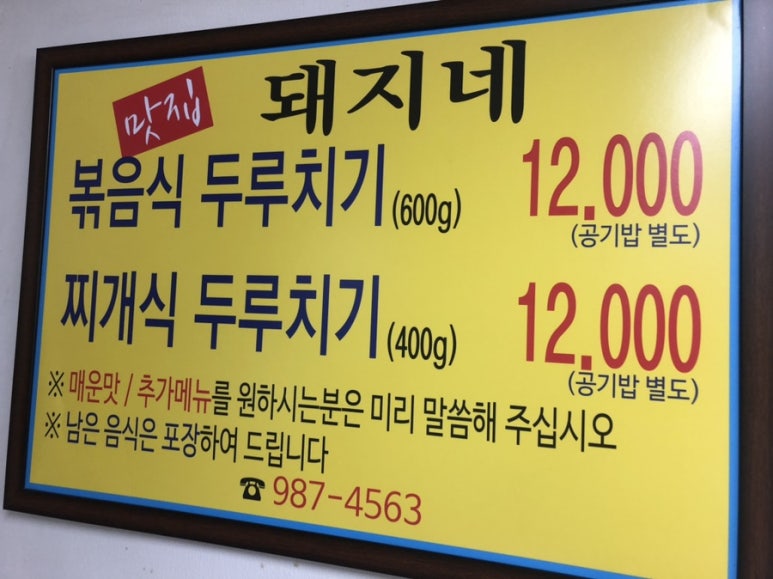 맛집 돼지네
볶음식 두루치기(600g) 12.000
(공기밥 별도)
찌개식 두루치기(400g) 12.000
(공기밥 별도)
※ 매운맛 / 추가메뉴를 원하시는분은 미리 말씀해 주십시오
※ 남은 음식은 포장하여 드립니다
☎ 987-4563